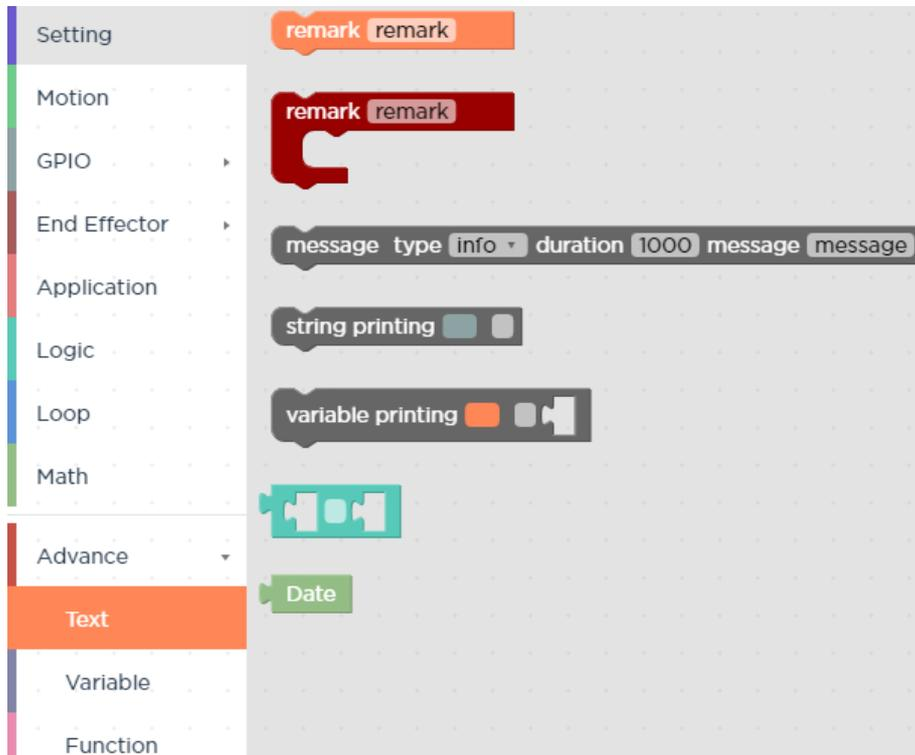 Setting
Motion
GPIO
End Effector
Application
Logic
Loop
Math
Advance
Text
Variable
Function
remark remark
remark remark
message type info duration 1000 message message
string printing
variable printing
Date